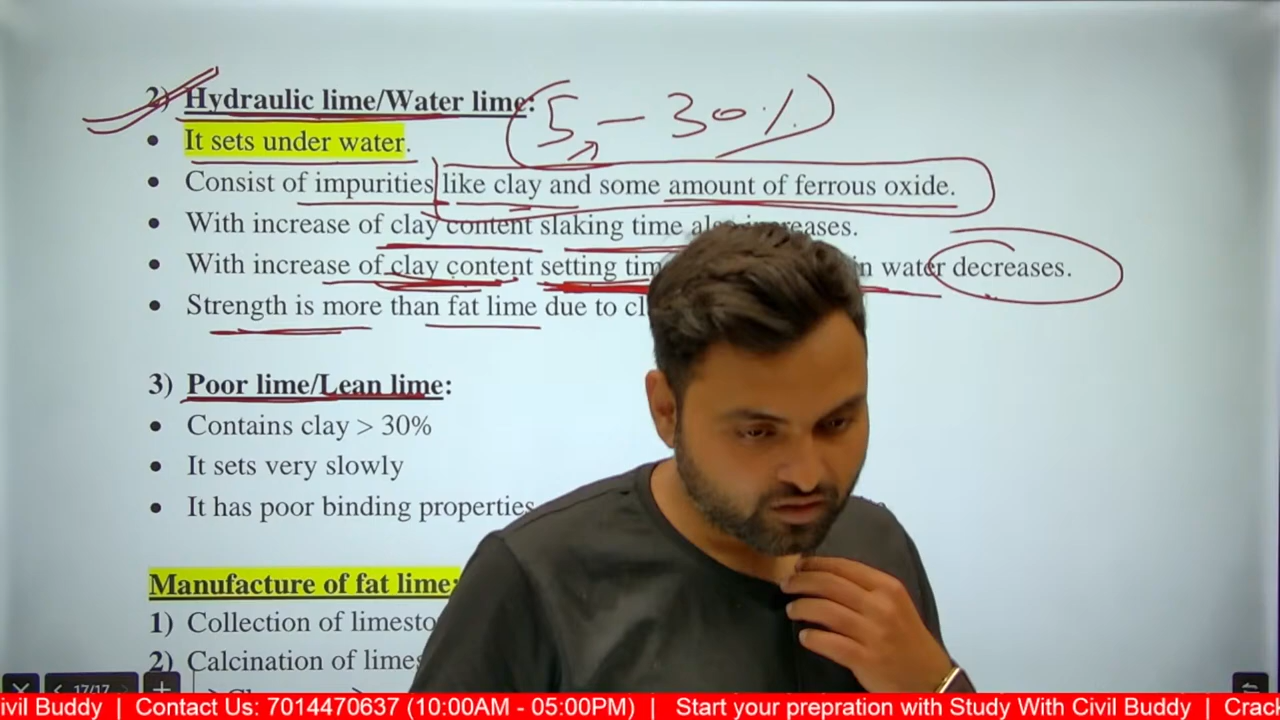 2) Hydraulic lime/Water lime: (5 - 30%)
• It sets under water.
• Consist of impurities like clay and some amount of ferrous oxide.
• With increase of clay content slaking time also increases.
• With increase of clay content setting tim in water decreases.
• Strength is more than fat lime due to cl
3) Poor lime/Lean lime:
• Contains clay > 30%
• It sets very slowly
• It has poor binding properties
Manufacture of fat lime:
1) Collection of limesto
2) Calcination of limes
17/17
ivil Buddy | Contact Us: 7014470637 (10:00AM - 05:00PM) | Start your prepration with Study With Civil Buddy | Crac